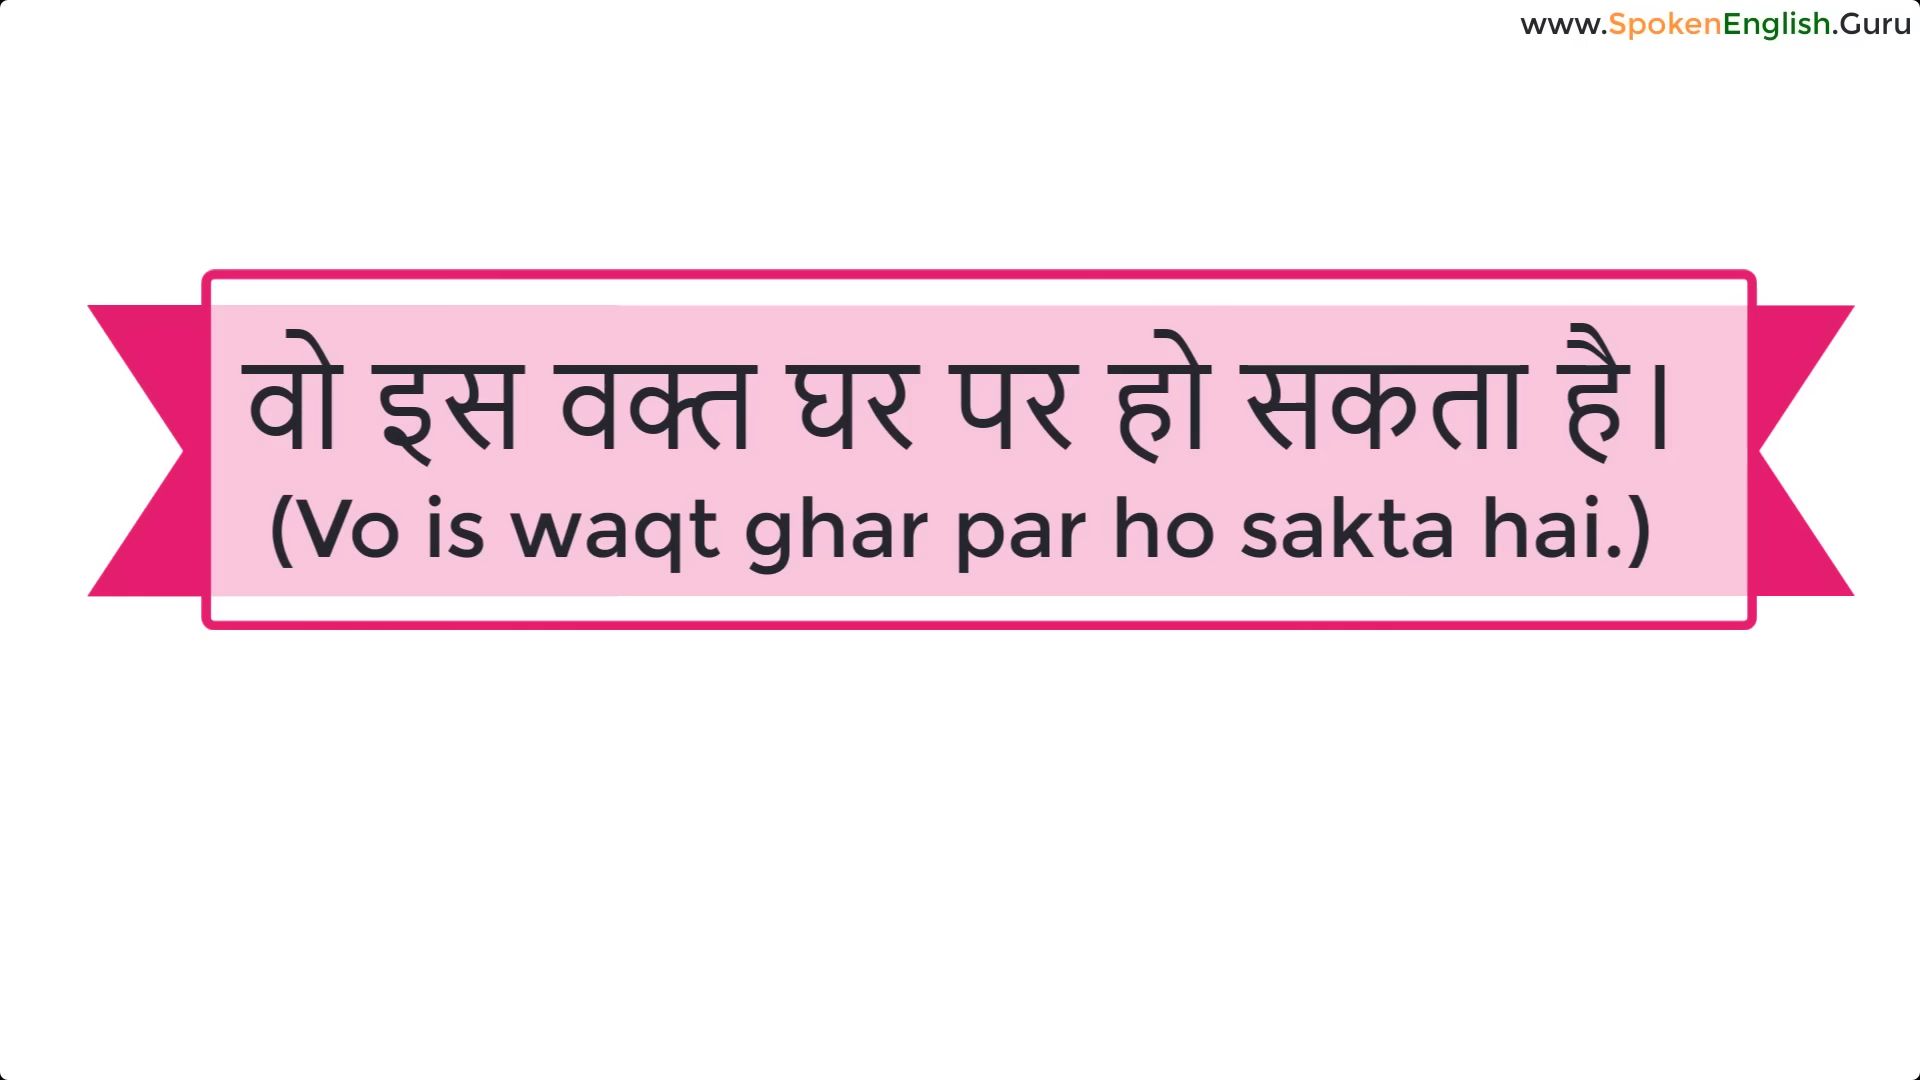 www.SpokenEnglish.Guru
वो इस वक्त घर पर हो सकता है।
(Vo is waqt ghar par ho sakta hai.)